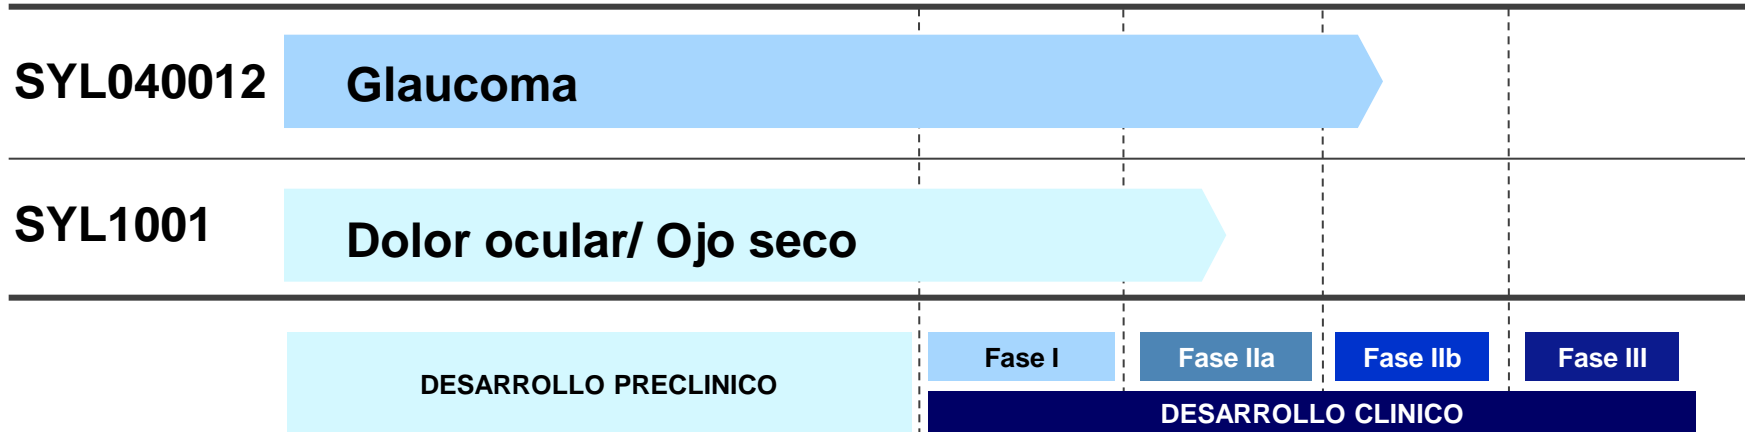 SYL040012
Glaucoma
SYL1001
Dolor ocular/ Ojo seco
DESARROLLO PRECLINICO
Fase I
Fase IIa
Fase IIb
Fase III
DESARROLLO CLINICO